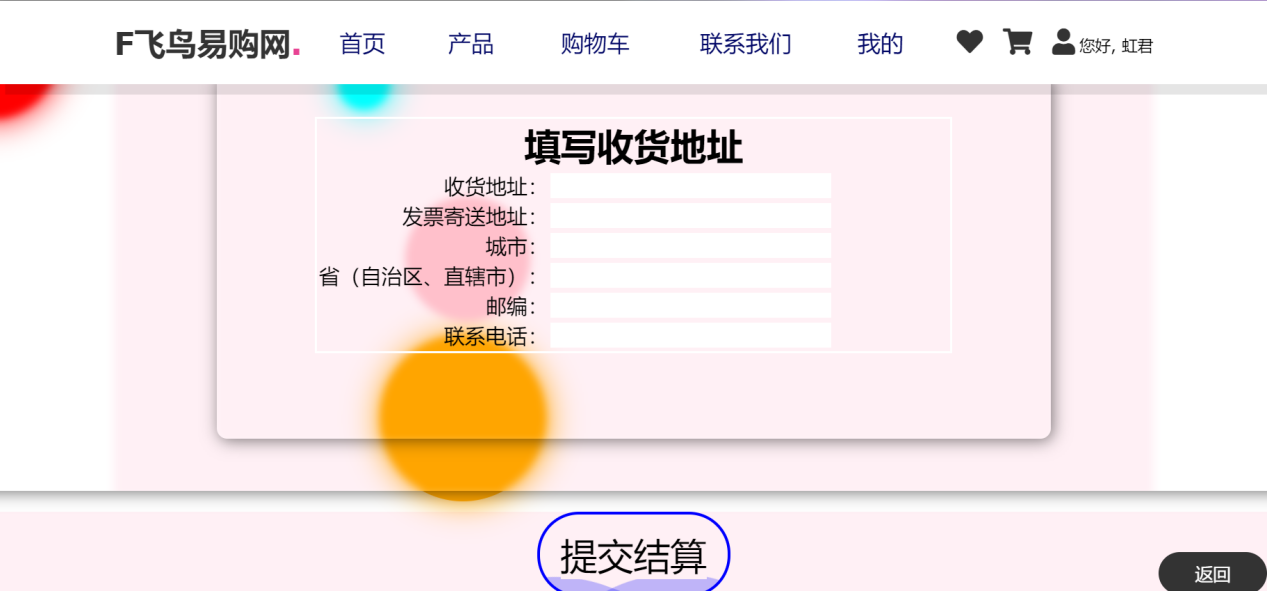 F飞鸟易购网.
首页 产品 购物车 联系我们 我的 您好, 虹君
填写收货地址
收货地址：
发票寄送地址：
城市：
省（自治区、直辖市）：
邮编：
联系电话：
提交结算
返回